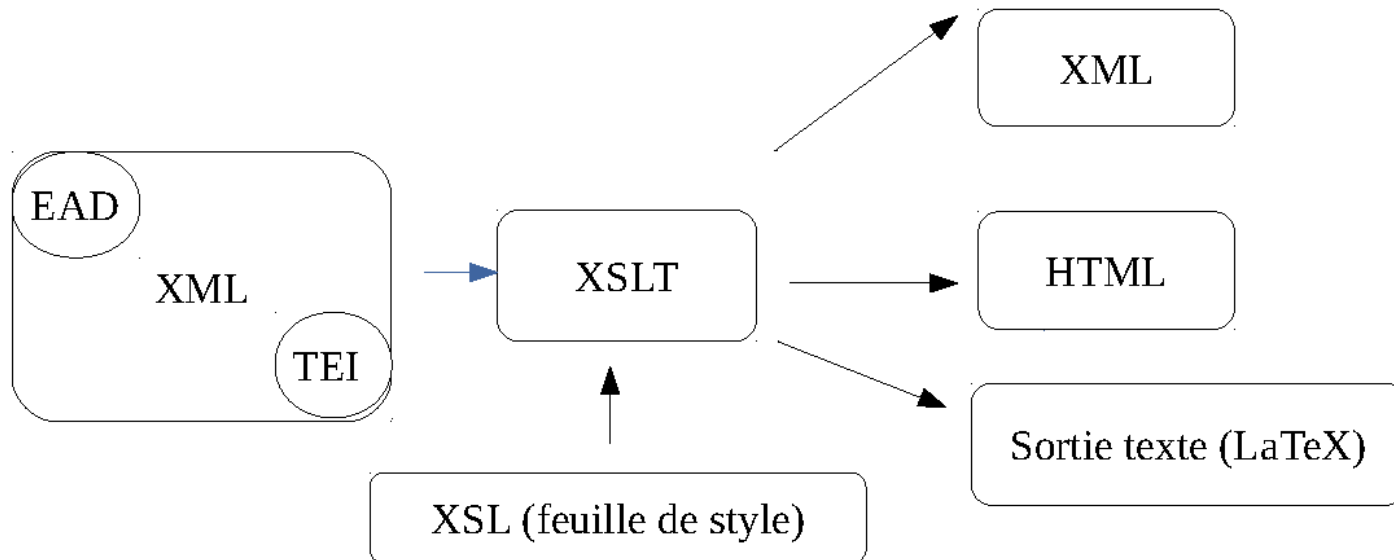 XML
EAD
XML
TEI
XSLT
HTML
Sortie texte (LaTeX)
XSL (feuille de style)